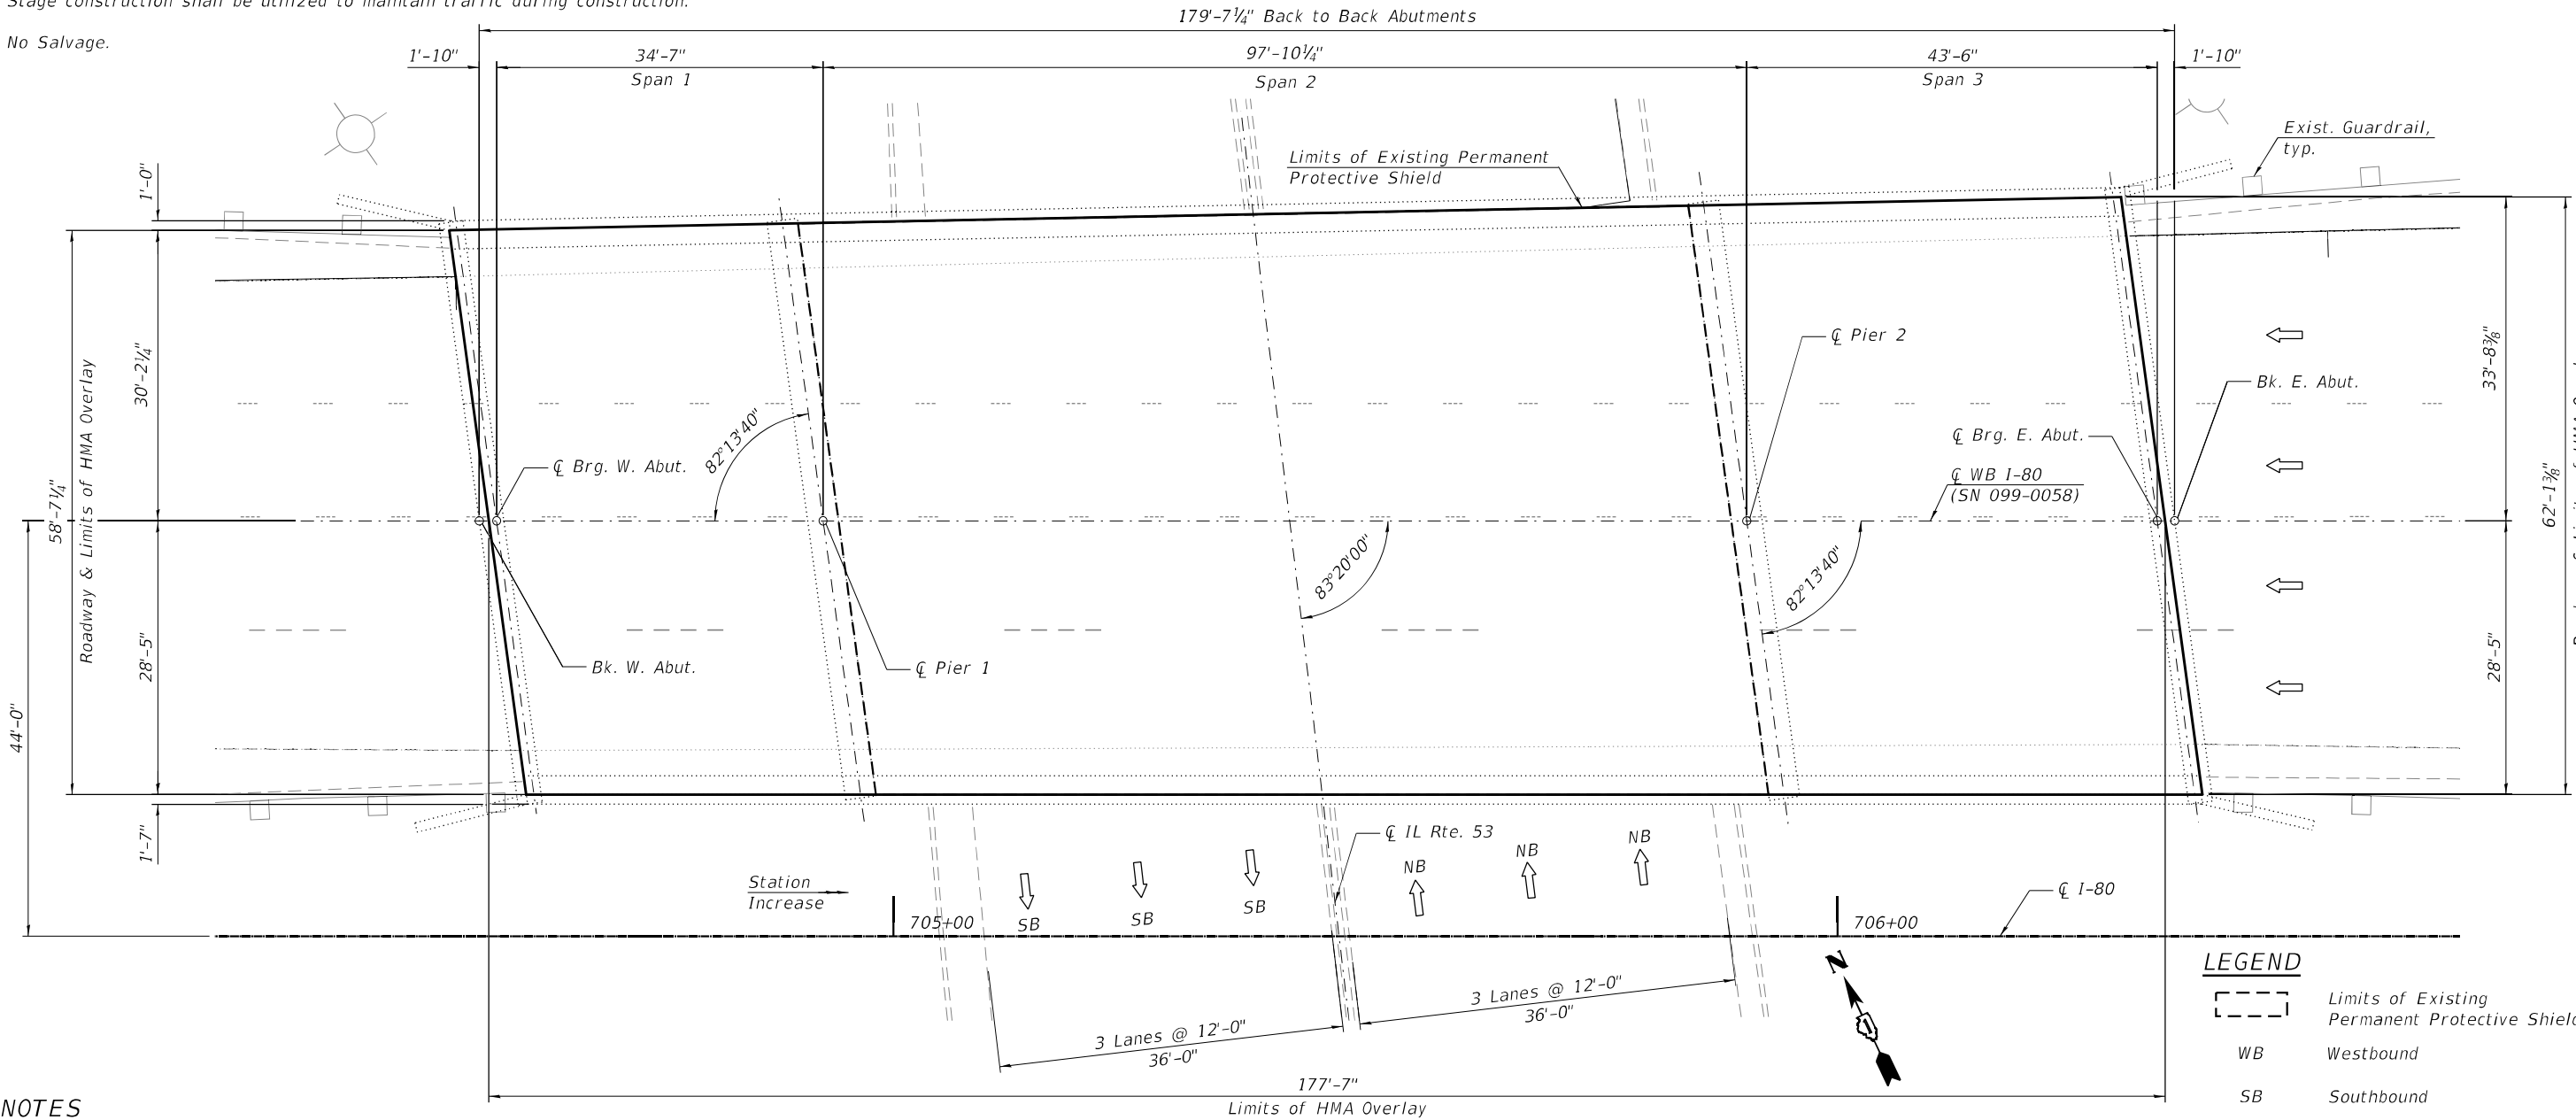 Stage construction shall be utilized to maintain traffic during construction.
No Salvage.
179'-7¼" Back to Back Abutments
1'-10"
34'-7"
Span 1
97'-10¼"
Span 2
43'-6"
Span 3
1'-10"
Exist. Guardrail,
typ.
Limits of Existing Permanent
Protective Shield
1'-0"
30'-2¼"
Roadway & Limits of HMA Overlay
58'-7¼"
28'-5"
44'-0"
1'-7"
82°13'40"
℄ Brg. W. Abut.
Bk. W. Abut.
℄ Pier 1
83°20'00"
℄ Pier 2
82°13'40"
℄ Brg. E. Abut.
℄ WB I-80
(SN 099-0058)
Bk. E. Abut.
33'-8⅜"
62'-1⅜"
28'-5"
℄ IL Rte. 53
Station
Increase
705+00
SB
SB
SB
NB
NB
NB
706+00
℄ I-80
N
3 Lanes @ 12'-0"
36'-0"
3 Lanes @ 12'-0"
36'-0"
177'-7"
Limits of HMA Overlay
LEGEND
Limits of Existing
Permanent Protective Shield
WB Westbound
SB Southbound
NOTES